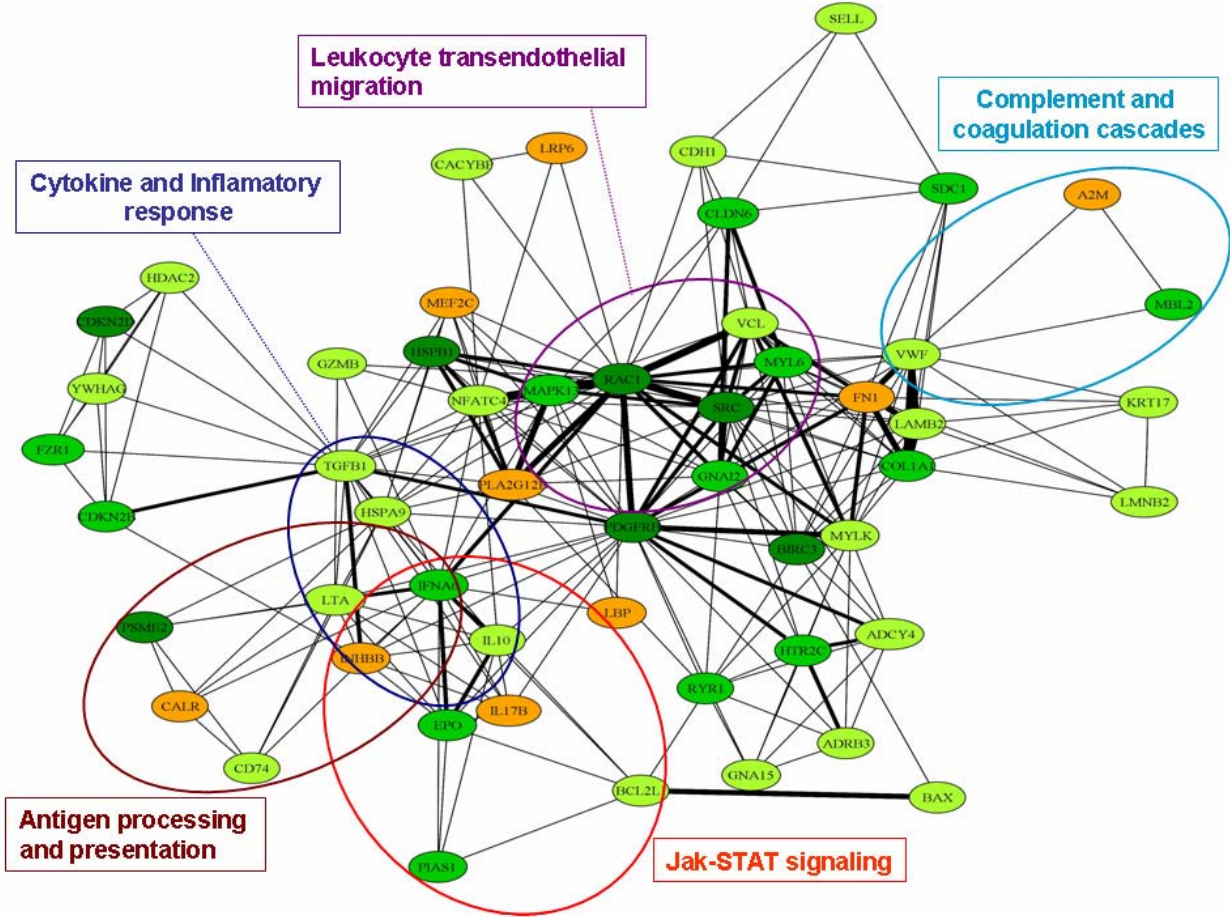 SELL
Leukocyte transendothelial
migration
Complement and
coagulation cascades
LRP6
CDH1
CACYBP
Cytokine and Inflamatory
response
SDC1
A2M
CLDN6
HDAC2
MEF2C
MBL2
CDKN2D
VCL
HSPB1
GZMB
VWF
MYL6
RAC1
YWHAG
MAPK13
NFATC4
FN1
KRT17
SRC
LAMB2
FZR1
TGFB1
COL1A1
GNAI2
PLA2G12B
LMNB2
HSPA9
CDKN2B
PDGFRB
MYLK
BIRC3
IFNA6
LTA
LBP
PSME2
IL10
ADCY4
HTR2C
INHBB
RYR1
CALR
IL17B
EPO
ADRB3
CD74
GNA15
BCL2L1
BAX
Antigen processing
and presentation
PIAS1
Jak-STAT signaling